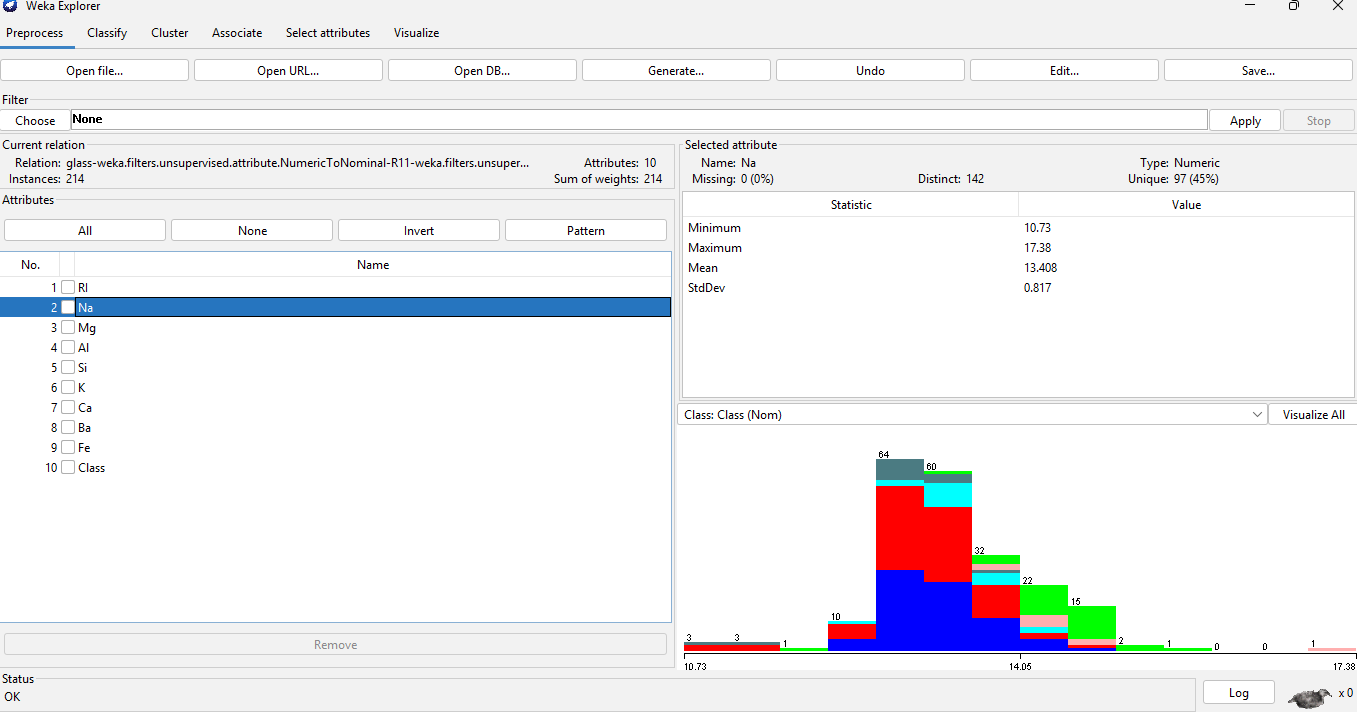 Weka Explorer
Preprocess Classify Cluster Associate Select attributes Visualize
Open file... Open URL... Open DB... Generate... Undo Edit... Save...
Filter
Choose None Apply Stop
Current relation
Relation: glass-weka.filters.unsupervised.attribute.NumericToNominal-R11-weka.filters.unsuper... Attributes: 10
Instances: 214 Sum of weights: 214
Attributes
All None Invert Pattern
No. Name
1 RI
2 Na
3 Mg
4 Al
5 Si
6 K
7 Ca
8 Ba
9 Fe
10 Class
Remove
Selected attribute
Name: Na Type: Numeric
Missing: 0 (0%) Distinct: 142 Unique: 97 (45%)
Statistic Value
Minimum 10.73
Maximum 17.38
Mean 13.408
StdDev 0.817
Class: Class (Nom) Visualize All
64
60
32
22
15
10
3 3 1 2 1 0 0 1
10.73 14.05 17.38
Status
OK
Log x 0